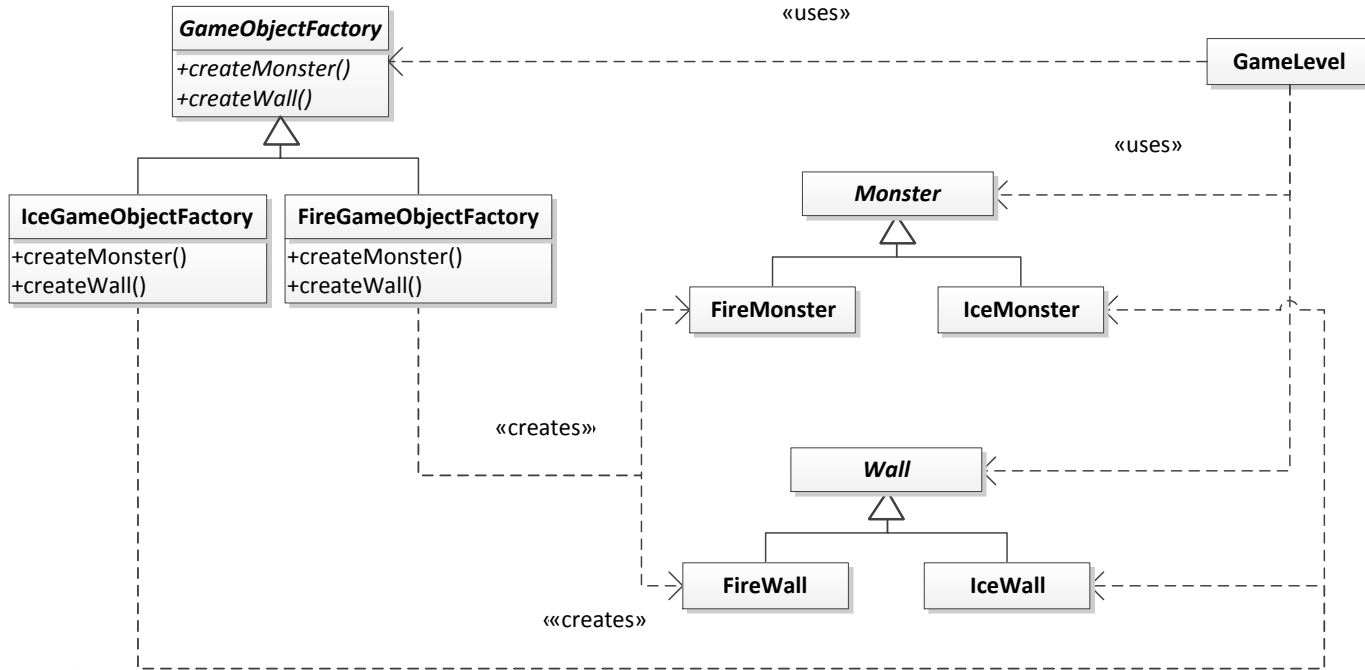 «uses»
GameObjectFactory
+createMonster()
+createWall()
GameLevel
«uses»
Monster
IceGameObjectFactory
+createMonster()
+createWall()
FireGameObjectFactory
+createMonster()
+createWall()
FireMonster
IceMonster
«creates»
Wall
FireWall
IceWall
««creates»